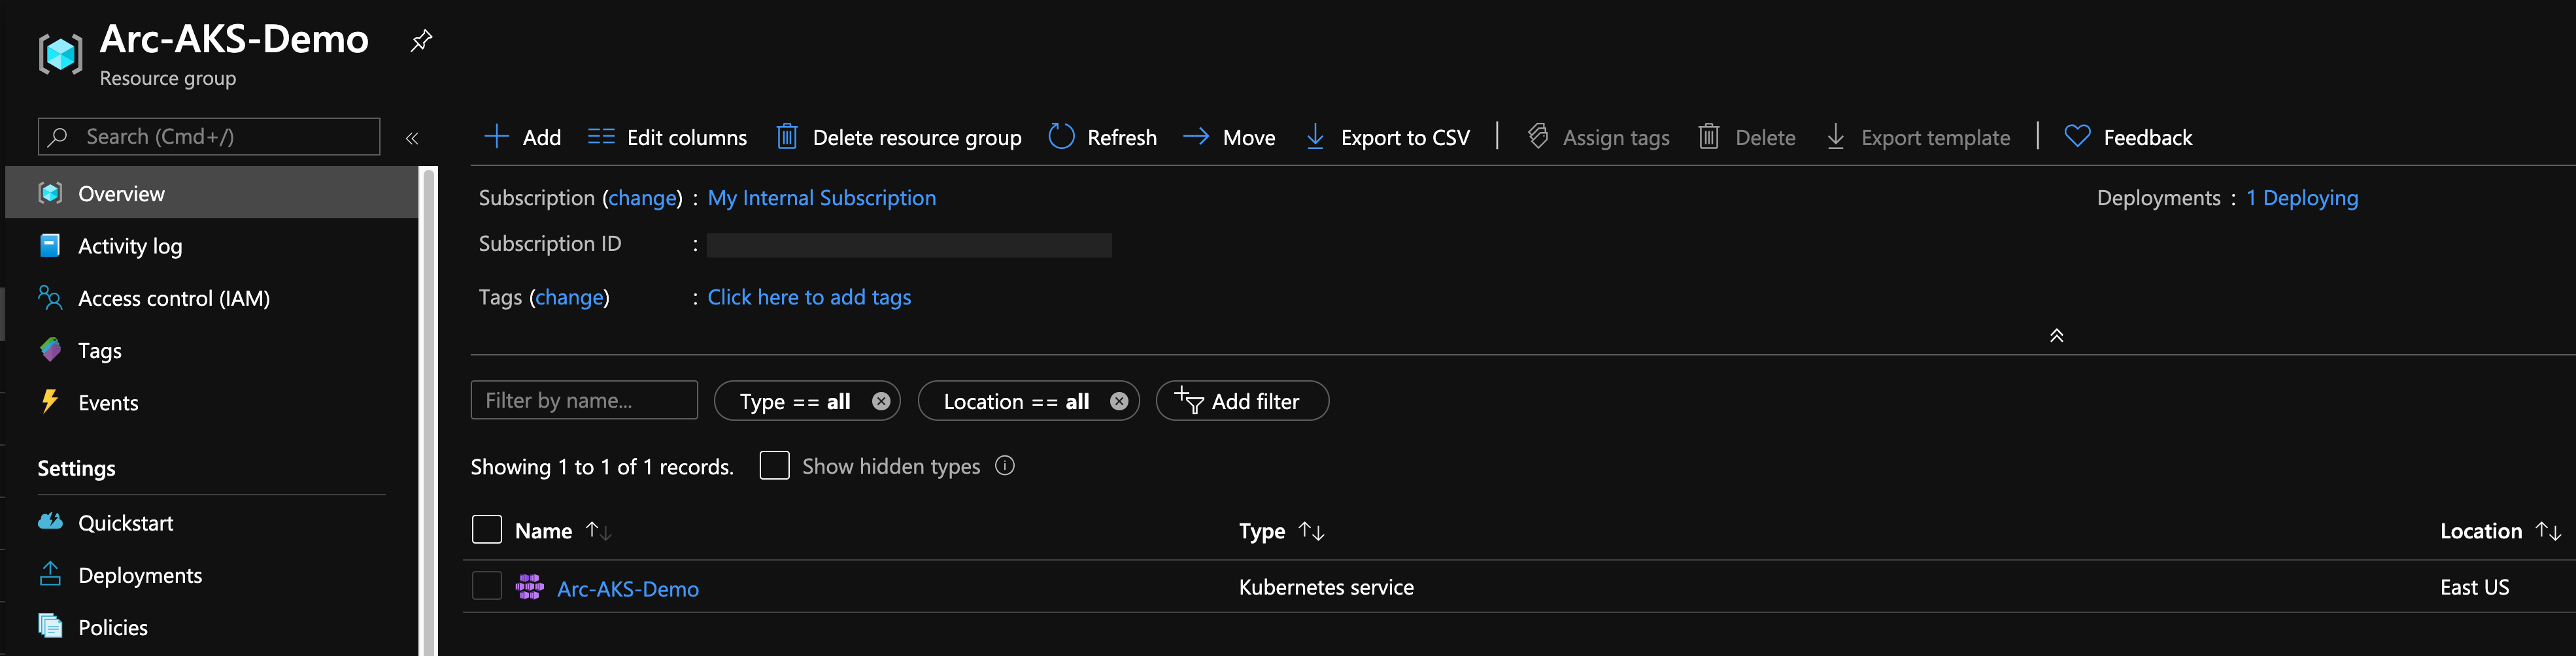 Arc-AKS-Demo
Resource group
Search (Cmd+/)
«
Overview
Activity log
Access control (IAM)
Tags
Events
Settings
Quickstart
Deployments
Policies
Add
Edit columns
Delete resource group
Refresh
Move
Export to CSV
Assign tags
Delete
Export template
Feedback
Subscription (change) : My Internal Subscription
Deployments : 1 Deploying
Subscription ID :
Tags (change) : Click here to add tags
Filter by name...
Type == all
Location == all
Add filter
Showing 1 to 1 of 1 records.
Show hidden types
Name
Type
Location
Arc-AKS-Demo
Kubernetes service
East US